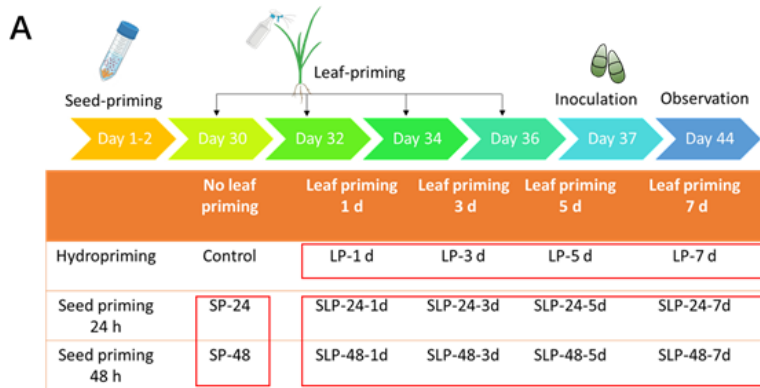 A
Leaf-priming
Seed-priming
Inoculation
Observation
Day 1-2
Day 30
Day 32
Day 34
Day 36
Day 37
Day 44
No leaf priming
Leaf priming 1 d
Leaf priming 3 d
Leaf priming 5 d
Leaf priming 7 d
Hydropriming
Control
LP-1 d
LP-3 d
LP-5 d
LP-7 d
Seed priming 24 h
SP-24
SLP-24-1d
SLP-24-3d
SLP-24-5d
SLP-24-7d
Seed priming 48 h
SP-48
SLP-48-1d
SLP-48-3d
SLP-48-5d
SLP-48-7d